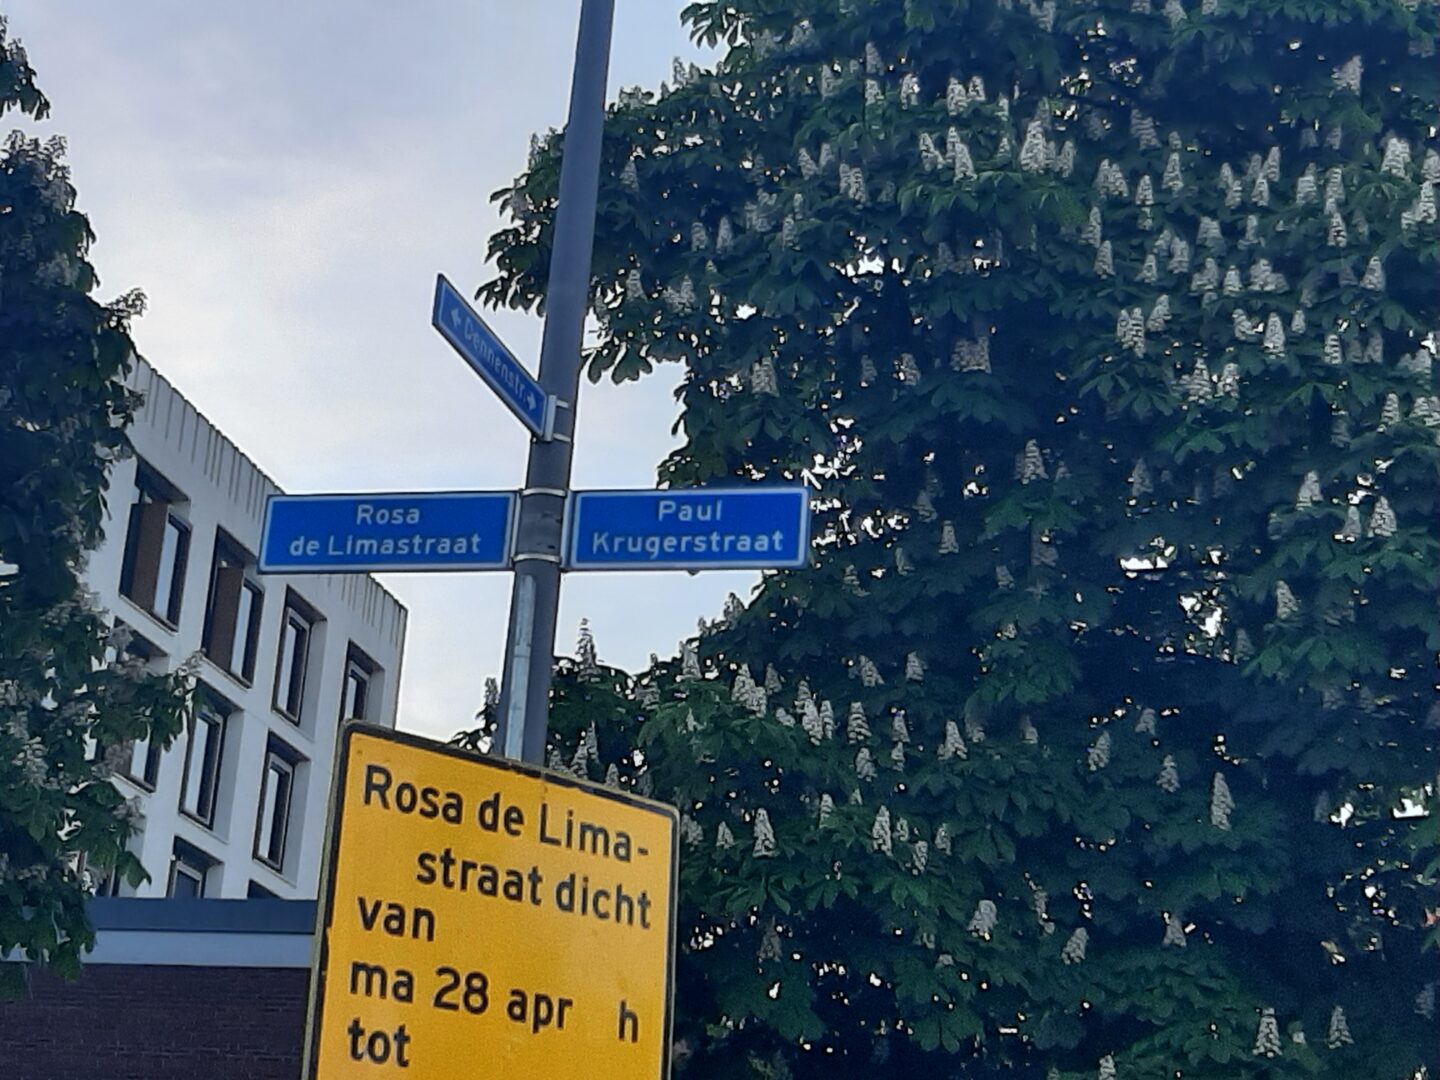 Dennenstr.
Rosa
de Limastraat
Paul
Krugerstraat
Rosa de Lima-
straat dicht
van
ma 28 apr h
tot